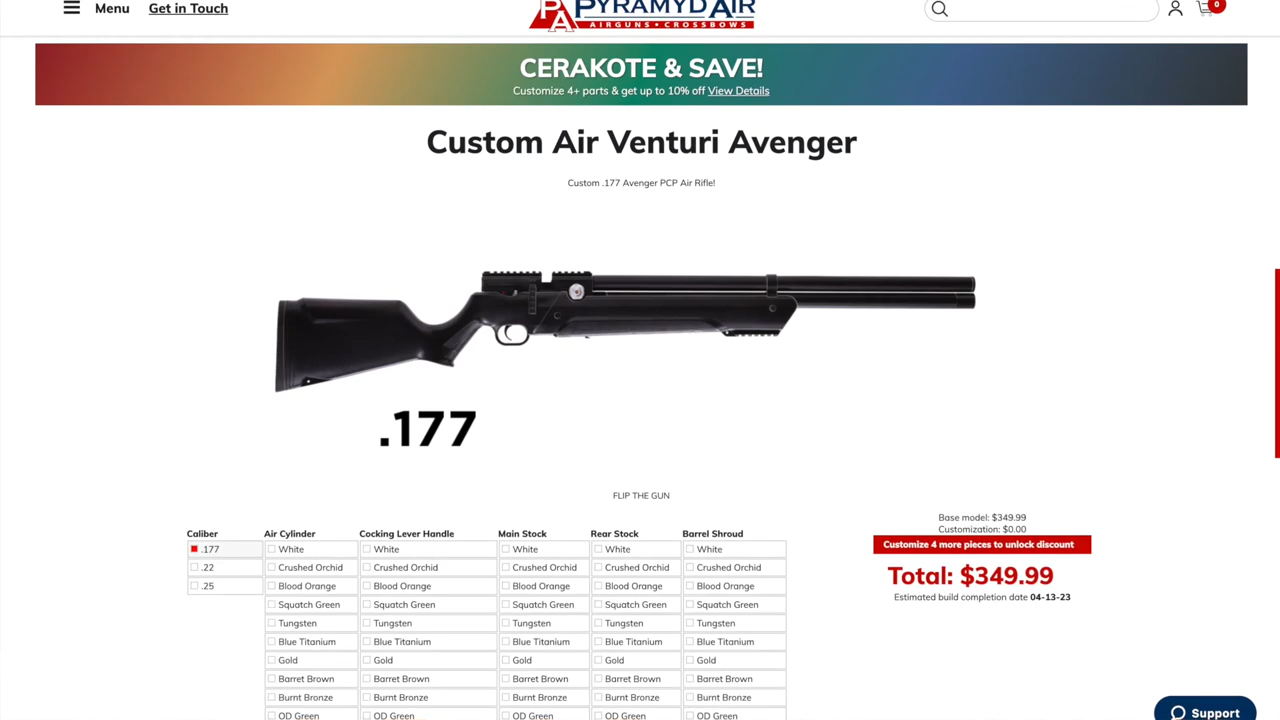 Menu
Get in Touch
PA PYRAMYD AIR
AIRGUNS • CROSSBOWS
0
CERAKOTE & SAVE!
Customize 4+ parts & get up to 10% off View Details
Custom Air Venturi Avenger
Custom .177 Avenger PCP Air Rifle!
.177
FLIP THE GUN
Caliber Air Cylinder Cocking Lever Handle Main Stock Rear Stock Barrel Shroud
.177 White White White White White
.22 Crushed Orchid Crushed Orchid Crushed Orchid Crushed Orchid Crushed Orchid
.25 Blood Orange Blood Orange Blood Orange Blood Orange Blood Orange
Squatch Green Squatch Green Squatch Green Squatch Green Squatch Green
Tungsten Tungsten Tungsten Tungsten Tungsten
Blue Titanium Blue Titanium Blue Titanium Blue Titanium Blue Titanium
Gold Gold Gold Gold Gold
Barret Brown Barret Brown Barret Brown Barret Brown Barret Brown
Burnt Bronze Burnt Bronze Burnt Bronze Burnt Bronze Burnt Bronze
OD Green OD Green OD Green OD Green OD Green
Base model: $349.99
Customization: $0.00
Customize 4 more pieces to unlock discount
Total: $349.99
Estimated build completion date 04-13-23
Support